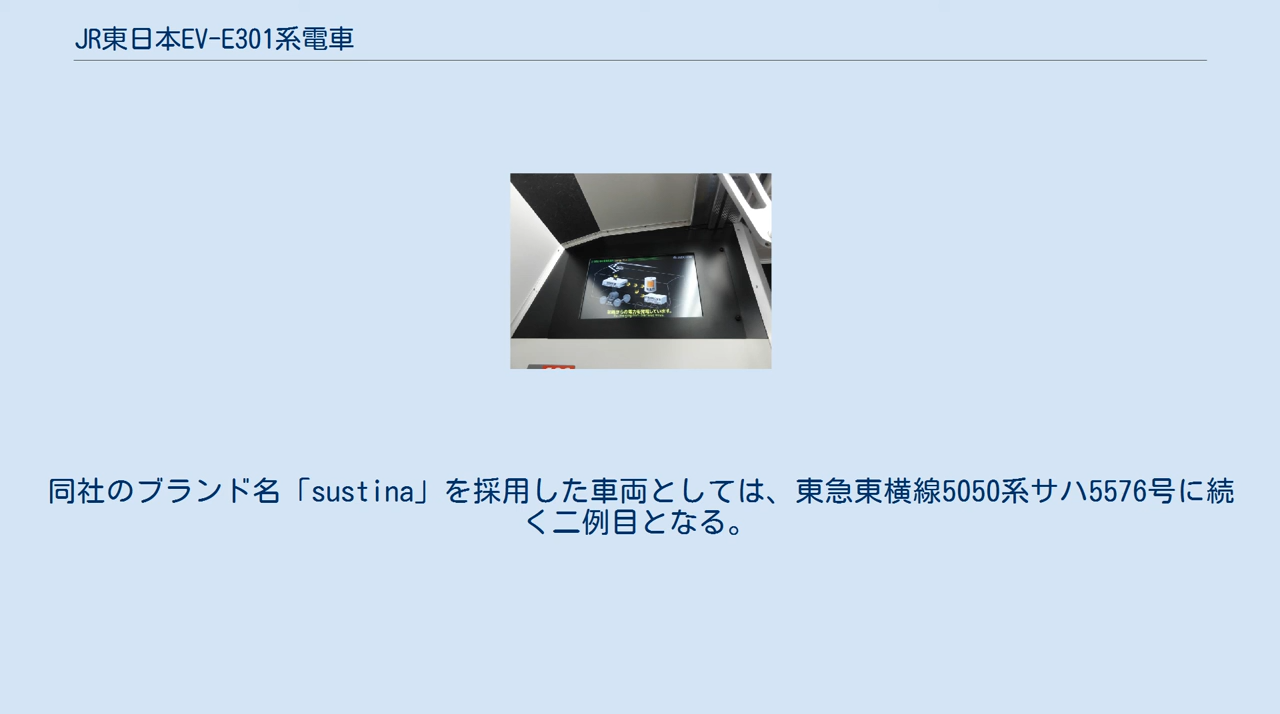 JR東日本EV-E301系電車
同社のブランド名「sustina」を採用した車両としては、東急東横線5050系サハ5576号に続
く二例目となる。